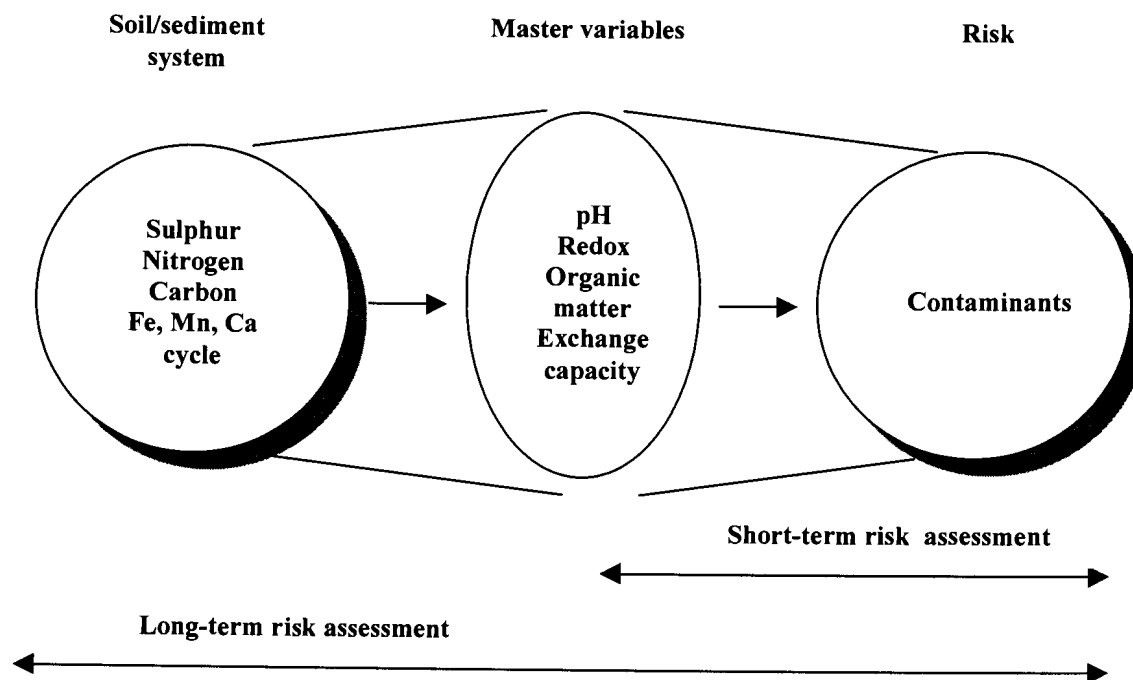 Soil/sediment
system
Master variables
Risk
Sulphur
Nitrogen
Carbon
Fe, Mn, Ca
cycle
pH
Redox
Organic
matter
Exchange
capacity
Contaminants
Short-term risk assessment
Long-term risk assessment